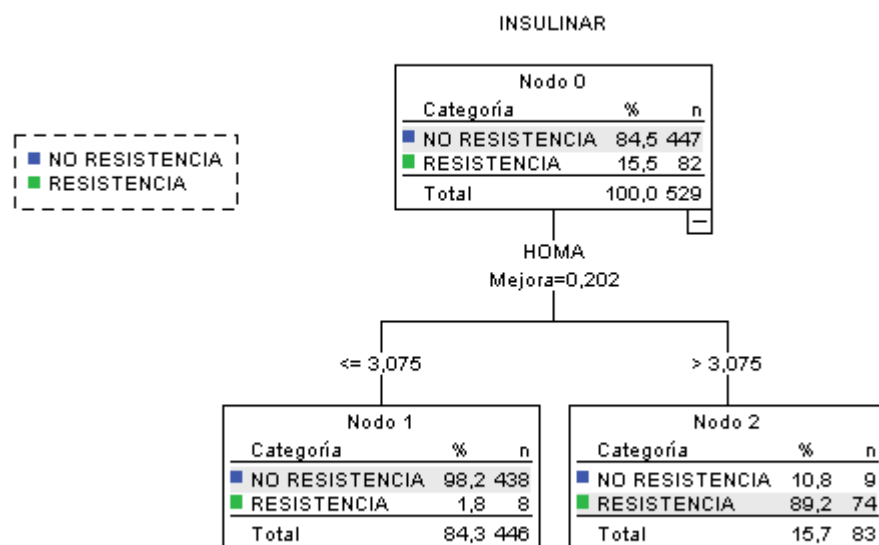 INSULINAR
NO RESISTENCIA
RESISTENCIA
Nodo 0
Categoría % n
NO RESISTENCIA 84,5 447
RESISTENCIA 15,5 82
Total 100,0 529
HOMA
Mejora=0,202
<= 3,075
> 3,075
Nodo 1
Categoría % n
NO RESISTENCIA 98,2 438
RESISTENCIA 1,8 8
Total 84,3 446
Nodo 2
Categoría % n
NO RESISTENCIA 10,8 9
RESISTENCIA 89,2 74
Total 15,7 83